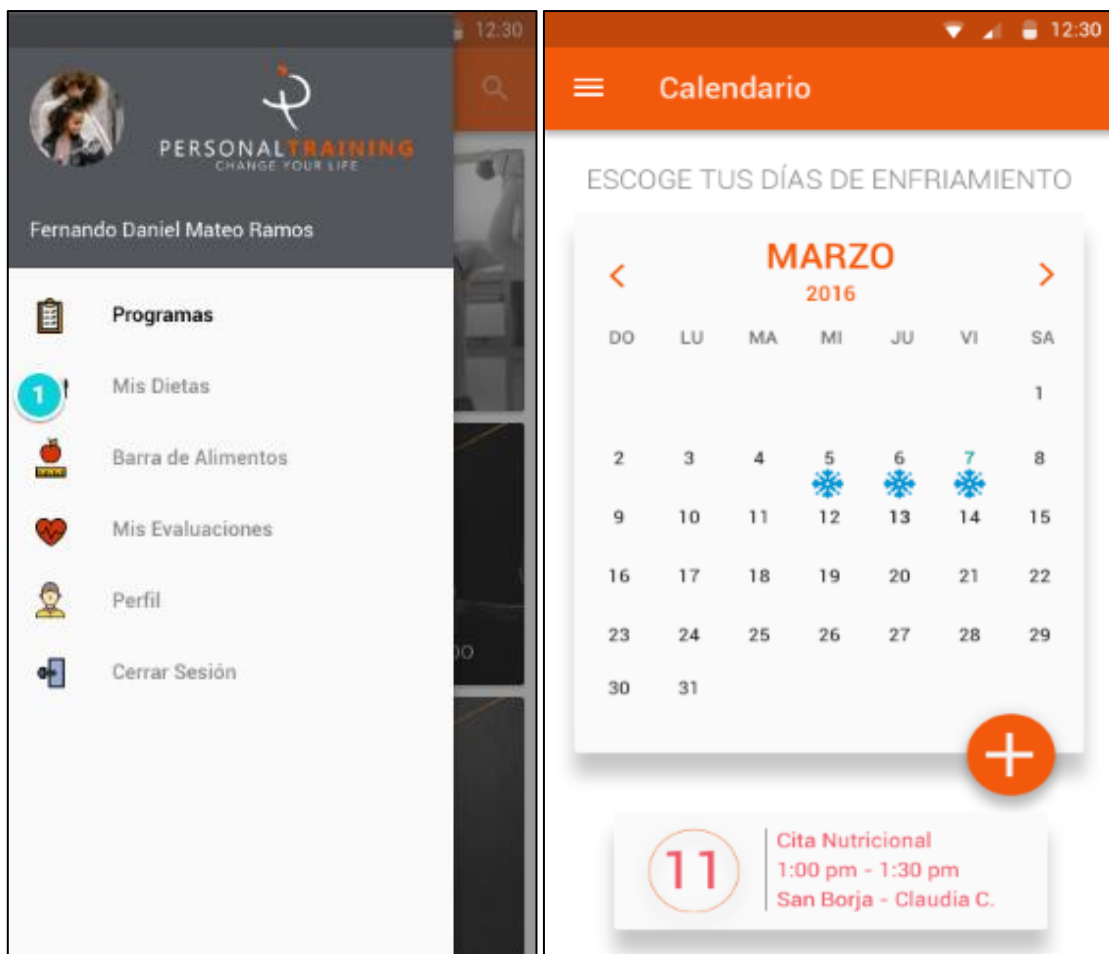 12:30
PERSONALTRAINING
CHANGE YOUR LIFE
Fernando Daniel Mateo Ramos
Programas
1
Mis Dietas
Barra de Alimentos
Mis Evaluaciones
Perfil
Cerrar Sesión
DO
12:30
Calendario
ESCOGE TUS DÍAS DE ENFRIAMIENTO
MARZO
2016
DO LU MA MI JU VI SA
1
2 3 4 5 6 7 8
9 10 11 12 13 14 15
16 17 18 19 20 21 22
23 24 25 26 27 28 29
30 31
11
Cita Nutricional
1:00 pm - 1:30 pm
San Borja - Claudia C.